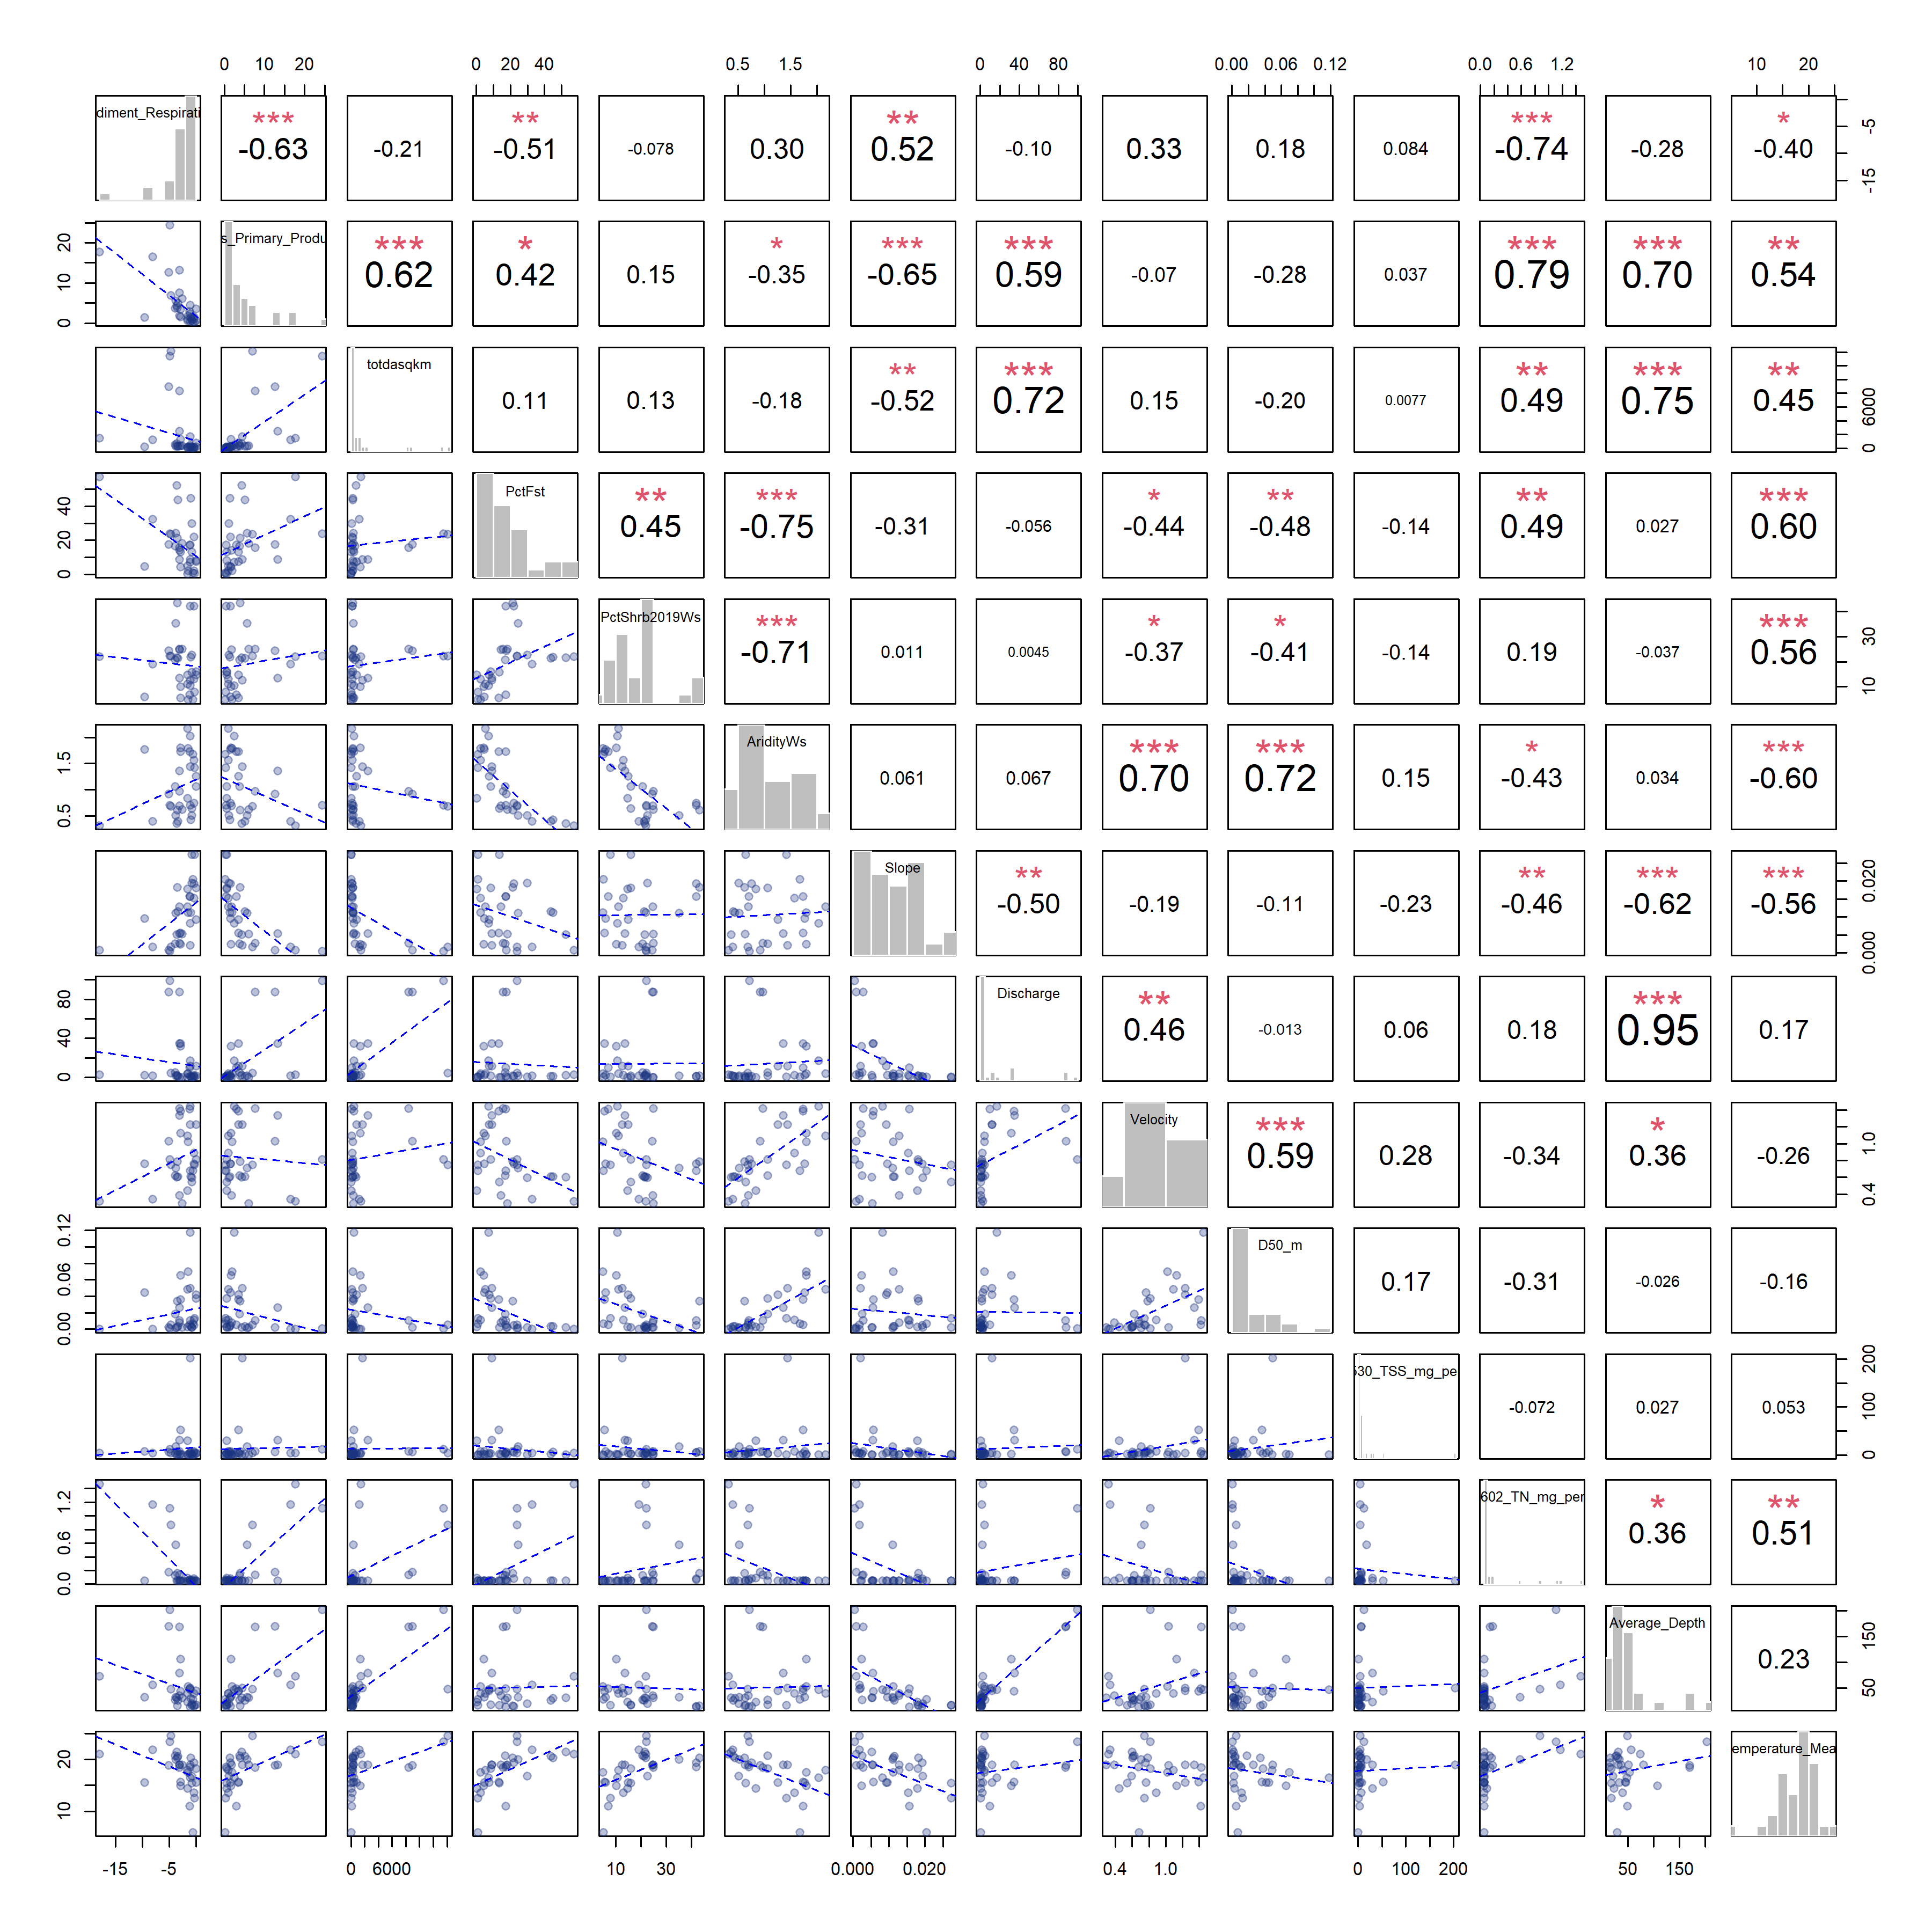 0 10 20 0 20 40 0.5 1.5 0 40 80 0.00 0.06 0.12 0.0 0.6 1.2 10 20
diment_Respirati *** -0.63 -0.21 ** -0.51 -0.078 0.30 ** 0.52 -0.10 0.33 0.18 0.084 *** -0.74 -0.28 * -0.40 -15 -5
0 10 20 s_Primary_Produ *** 0.62 * 0.42 0.15 * -0.35 *** -0.65 *** 0.59 -0.07 -0.28 0.037 *** 0.79 *** 0.70 ** 0.54
totdasqkm 0.11 0.13 -0.18 ** -0.52 *** 0.72 0.15 -0.20 0.0077 ** 0.49 *** 0.75 ** 0.45 0 6000
0 20 40 PctFst ** 0.45 *** -0.75 -0.31 -0.056 * -0.44 ** -0.48 -0.14 ** 0.49 0.027 *** 0.60
PctShrb2019Ws *** -0.71 0.011 0.0045 * -0.37 * -0.41 -0.14 0.19 -0.037 *** 0.56 10 30
0.5 1.5 AridityWs 0.061 0.067 *** 0.70 *** 0.72 0.15 * -0.43 0.034 *** -0.60
Slope ** -0.50 -0.19 -0.11 -0.23 ** -0.46 *** -0.62 *** -0.56 0.000 0.020
0 40 80 Discharge ** 0.46 -0.013 0.06 0.18 *** 0.95 0.17
Velocity *** 0.59 0.28 -0.34 * 0.36 -0.26 0.4 1.0
0.00 0.06 0.12 D50_m 0.17 -0.31 -0.026 -0.16
530_TSS_mg_pe -0.072 0.027 0.053 0 100 200
0.0 0.6 1.2 602_TN_mg_per * 0.36 ** 0.51
Average_Depth 0.23 50 150
10 20 emperature_Mea
-15 -5 0 6000 10 30 0.000 0.020 0.4 1.0 0 100 200 50 150